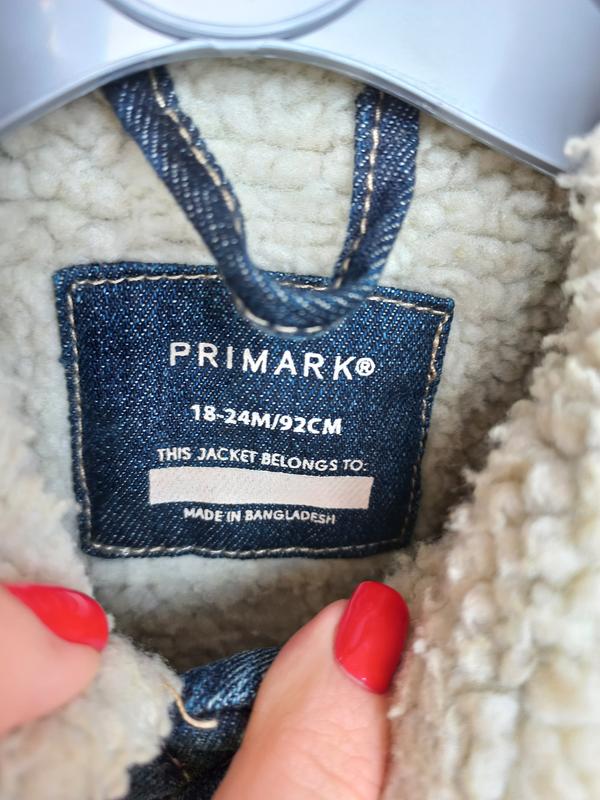 PRIMARK®
18-24M/92CM
THIS JACKET BELONGS TO:
MADE IN BANGLADESH